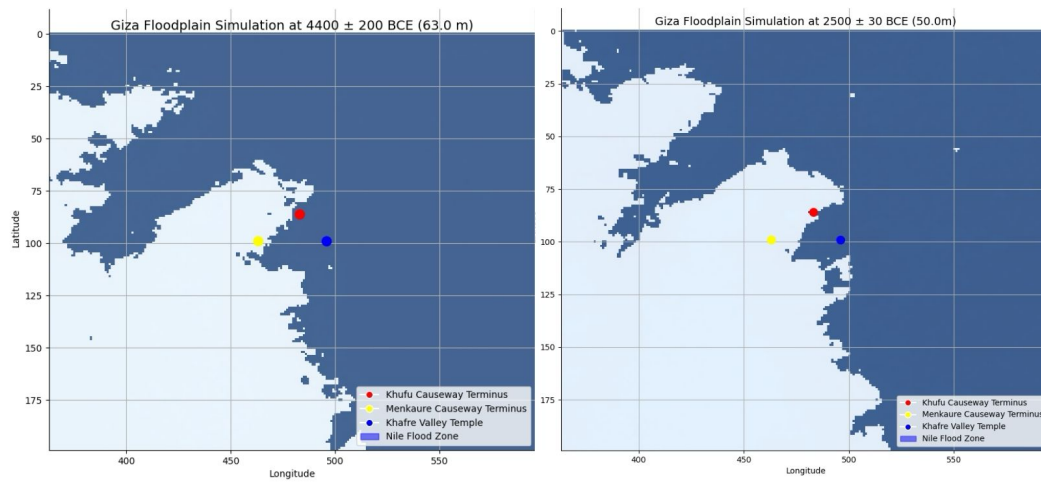 Giza Floodplain Simulation at 4400 ± 200 BCE (63.0 m)
0
25
50
75
100
125
150
175
Latitude
400
450
500
550
Longitude
Khufu Causeway Terminus
Menkaure Causeway Terminus
Khafre Valley Temple
Nile Flood Zone
Giza Floodplain Simulation at 2500 ± 30 BCE (50.0m)
0
25
50
75
100
125
150
175
400
450
500
550
Longitude
Khufu Causeway Terminus
Menkaure Causeway Terminus
Khafre Valley Temple
Nile Flood Zone